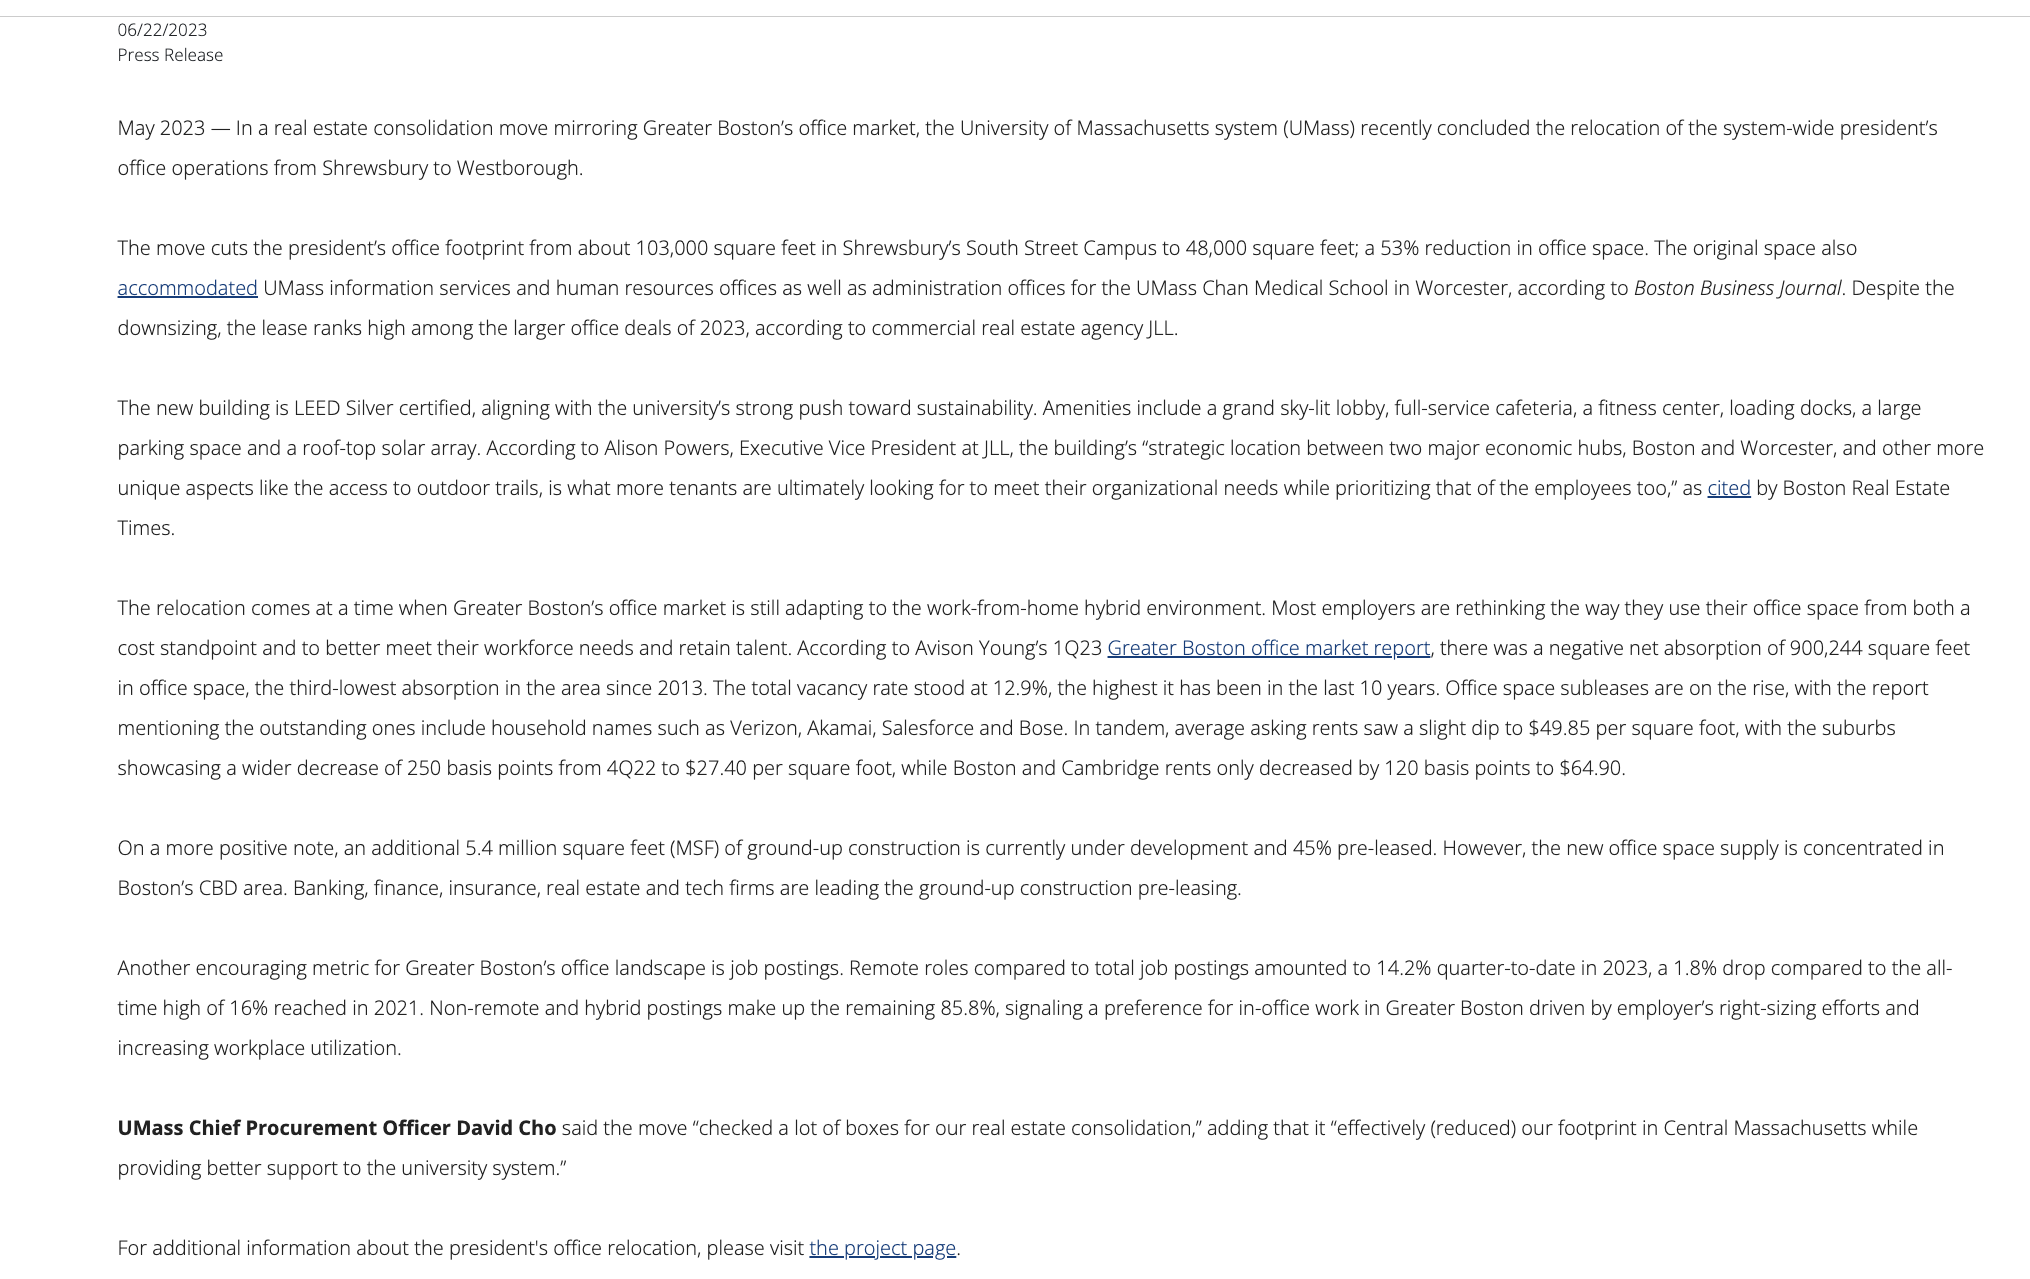 06/22/2023
Press Release
May 2023 — In a real estate consolidation move mirroring Greater Boston’s office market, the University of Massachusetts system (UMass) recently concluded the relocation of the system-wide president’s
office operations from Shrewsbury to Westborough.
The move cuts the president’s office footprint from about 103,000 square feet in Shrewsbury’s South Street Campus to 48,000 square feet; a 53% reduction in office space. The original space also
accommodated UMass information services and human resources offices as well as administration offices for the UMass Chan Medical School in Worcester, according to Boston Business Journal. Despite the
downsizing, the lease ranks high among the larger office deals of 2023, according to commercial real estate agency JLL.
The new building is LEED Silver certified, aligning with the university’s strong push toward sustainability. Amenities include a grand sky-lit lobby, full-service cafeteria, a fitness center, loading docks, a large
parking space and a roof-top solar array. According to Alison Powers, Executive Vice President at JLL, the building’s “strategic location between two major economic hubs, Boston and Worcester, and other more
unique aspects like the access to outdoor trails, is what more tenants are ultimately looking for to meet their organizational needs while prioritizing that of the employees too,” as cited by Boston Real Estate
Times.
The relocation comes at a time when Greater Boston’s office market is still adapting to the work-from-home hybrid environment. Most employers are rethinking the way they use their office space from both a
cost standpoint and to better meet their workforce needs and retain talent. According to Avison Young’s 1Q23 Greater Boston office market report, there was a negative net absorption of 900,244 square feet
in office space, the third-lowest absorption in the area since 2013. The total vacancy rate stood at 12.9%, the highest it has been in the last 10 years. Office space subleases are on the rise, with the report
mentioning the outstanding ones include household names such as Verizon, Akamai, Salesforce and Bose. In tandem, average asking rents saw a slight dip to $49.85 per square foot, with the suburbs
showcasing a wider decrease of 250 basis points from 4Q22 to $27.40 per square foot, while Boston and Cambridge rents only decreased by 120 basis points to $64.90.
On a more positive note, an additional 5.4 million square feet (MSF) of ground-up construction is currently under development and 45% pre-leased. However, the new office space supply is concentrated in
Boston’s CBD area. Banking, finance, insurance, real estate and tech firms are leading the ground-up construction pre-leasing.
Another encouraging metric for Greater Boston’s office landscape is job postings. Remote roles compared to total job postings amounted to 14.2% quarter-to-date in 2023, a 1.8% drop compared to the all-
time high of 16% reached in 2021. Non-remote and hybrid postings make up the remaining 85.8%, signaling a preference for in-office work in Greater Boston driven by employer’s right-sizing efforts and
increasing workplace utilization.
UMass Chief Procurement Officer David Cho said the move “checked a lot of boxes for our real estate consolidation,” adding that it “effectively (reduced) our footprint in Central Massachusetts while
providing better support to the university system.”
For additional information about the president's office relocation, please visit the project page.